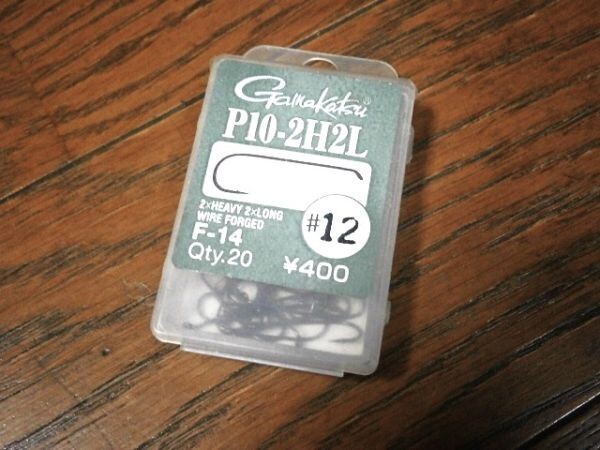 Gamakatsu®
P10-2H2L
2×HEAVY 2×LONG
WIRE FORGED
F-14
#12
Qty.20 ¥400